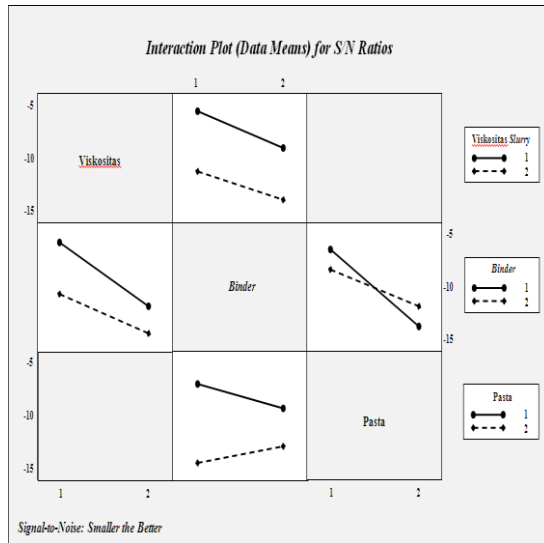 Interaction Plot (Data Means) for S/N Ratios
1 2
-5
-10
-15
Viskositas
Viskositas Slurry
1
2
Binder
-5
-10
-15
Binder
1
2
-5
-10
-15
Pasta
Pasta
1
2
1 2
1 2
Signal-to-Noise: Smaller the Better